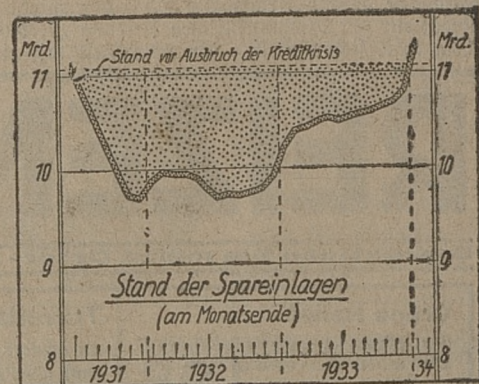 Mrd. Mrd.
Stand vor Ausbruch der Kreditkrisis
11 11
10 10
9 9
Stand der Spareinlagen
(am Monatsende)
8 8
1931 1932 1933 34